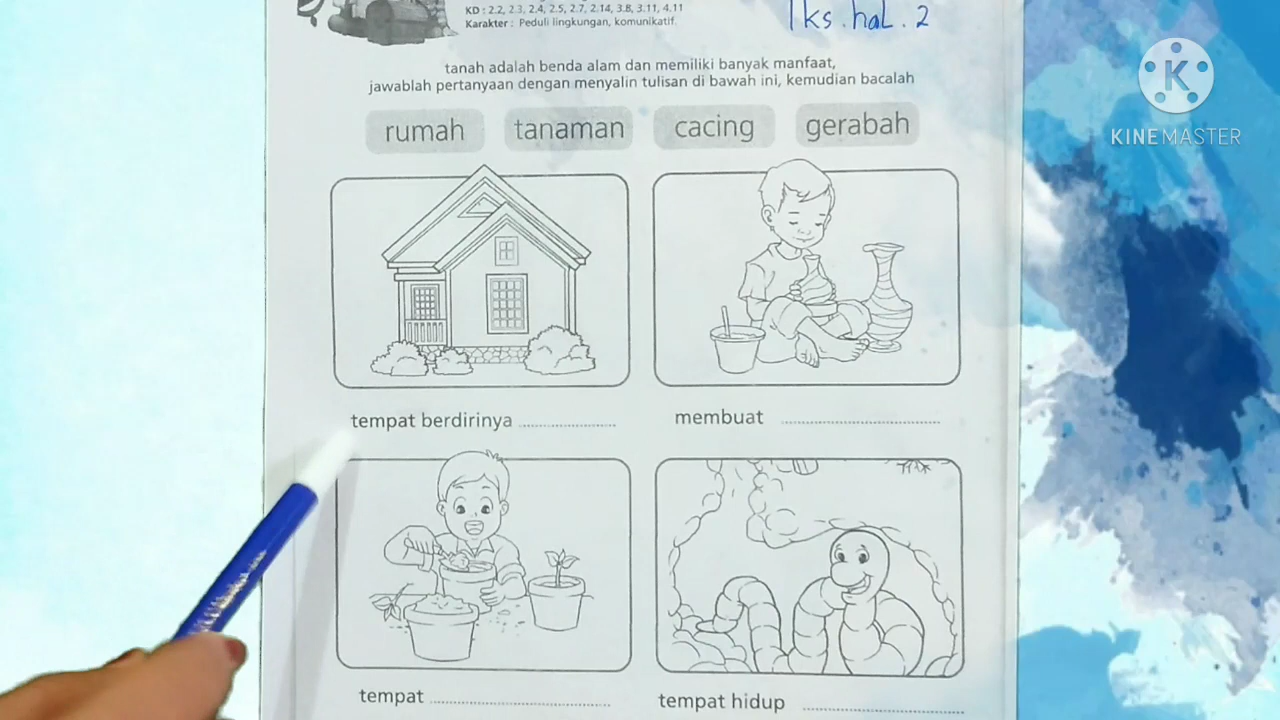 KD : 2.2, 2.3, 2.4, 2.5, 2.7, 2.14, 3.8, 3.11, 4.11
Karakter : Peduli lingkungan, komunikatif.
lks . hal . 2
K
KINEMASTER
tanah adalah benda alam dan memiliki banyak manfaat,
jawablah pertanyaan dengan menyalin tulisan di bawah ini, kemudian bacalah
rumah tanaman cacing gerabah
tempat berdirinya ........................
membuat ........................................
tempat .............................................
tempat hidup ........................................